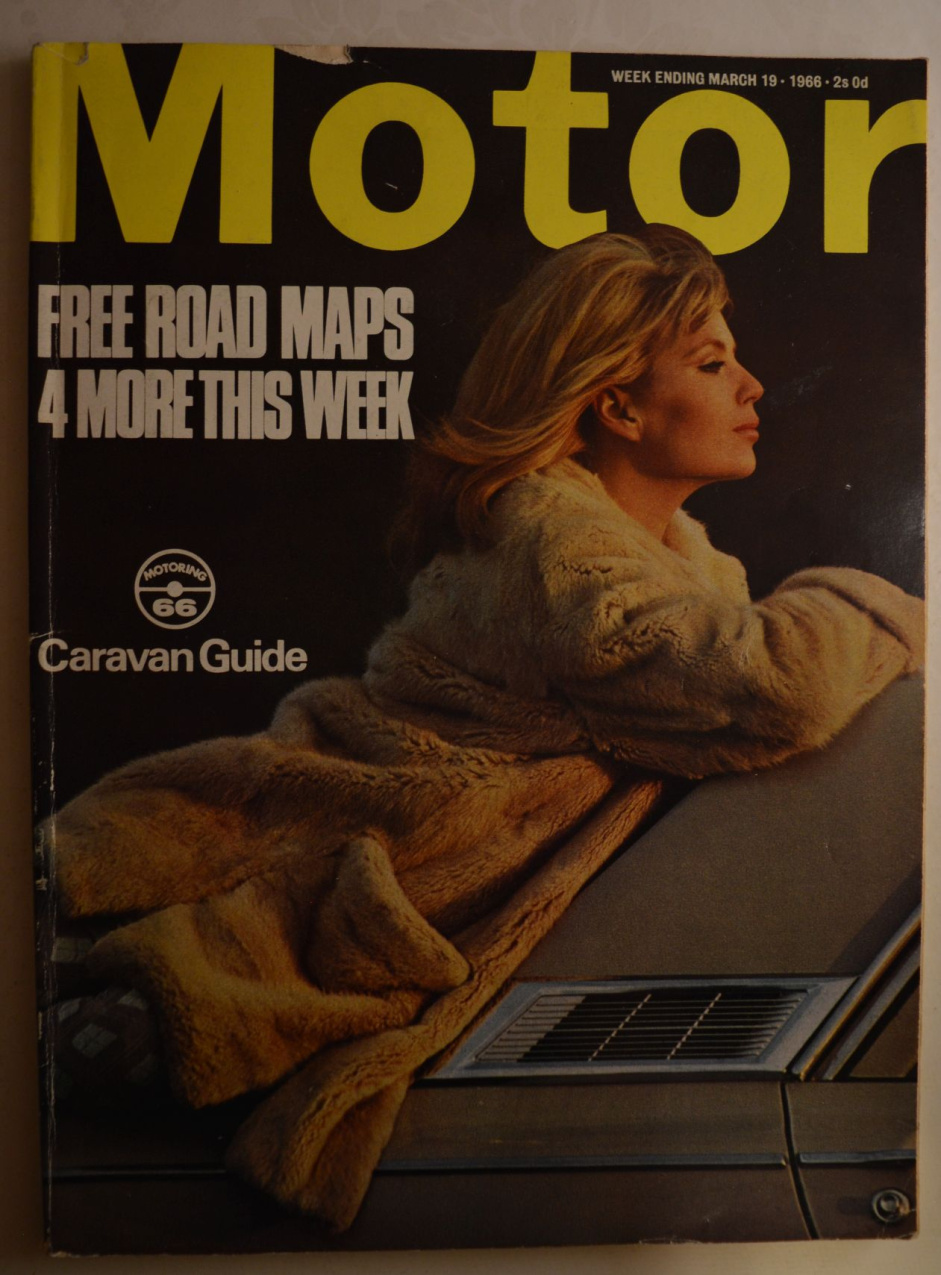 WEEK ENDING MARCH 19 · 1966 · 2s 0d
Motor
FREE ROAD MAPS
4 MORE THIS WEEK
MOTORING
66
Caravan Guide